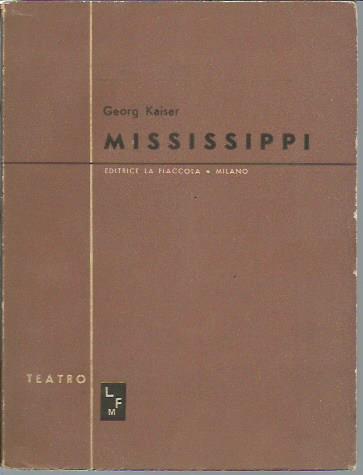 Georg Kaiser
MISSISSIPPI
EDITRICE LA FIACCOLA • MILANO
TEATRO
L
F
M